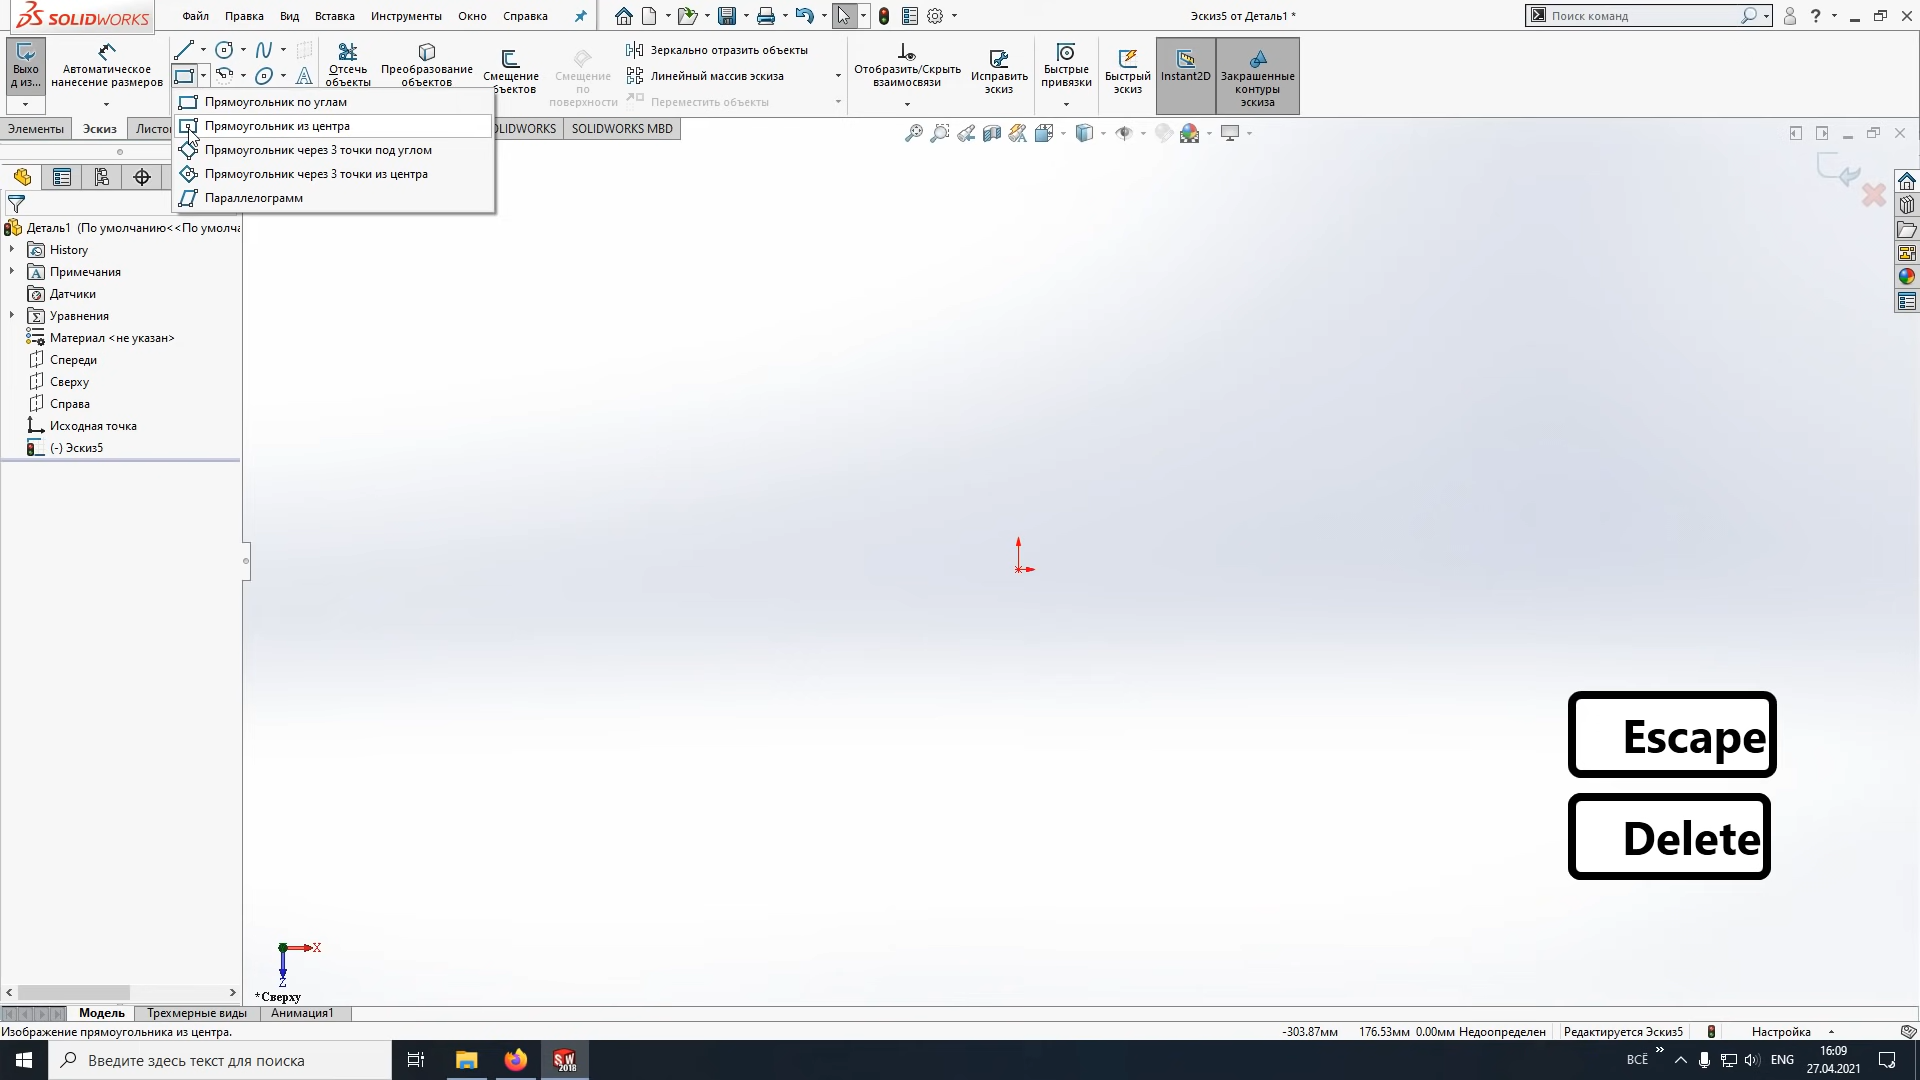 SOLIDWORKS
Файл
Правка
Вид
Вставка
Инструменты
Окно
Справка
Эскиз5 от Деталь1 *
Поиск команд
Выхо
д из...
Автоматическое
нанесение размеров
Отсечь
объекты
Преобразование
объектов
Смещение
объектов
Смещение
по
поверхности
Зеркально отразить объекты
Линейный массив эскиза
Переместить объекты
Отобразить/Скрыть
взаимосвязи
Исправить
эскиз
Быстрые
привязки
Быстрый
эскиз
Instant2D
Закрашенные
контуры
эскиза
Прямоугольник по углам
Прямоугольник из центра
Прямоугольник через 3 точки под углом
Прямоугольник через 3 точки из центра
Параллелограмм
Элементы
Эскиз
Листо
OLIDWORKS
SOLIDWORKS MBD
Деталь1 (По умолчанию<<По умолча
History
Примечания
Датчики
Уравнения
Материал <не указан>
Спереди
Сверху
Справа
Исходная точка
(-) Эскиз5
Escape
Delete
X
Z
*Сверху
Модель
Трехмерные виды
Анимация1
Изображение прямоугольника из центра.
-303.87мм
176.53мм
0.00мм
Недоопределен
Редактируется Эскиз5
Настройка
Введите здесь текст для поиска
SW
2018
ВСЁ
ENG
16:09
27.04.2021